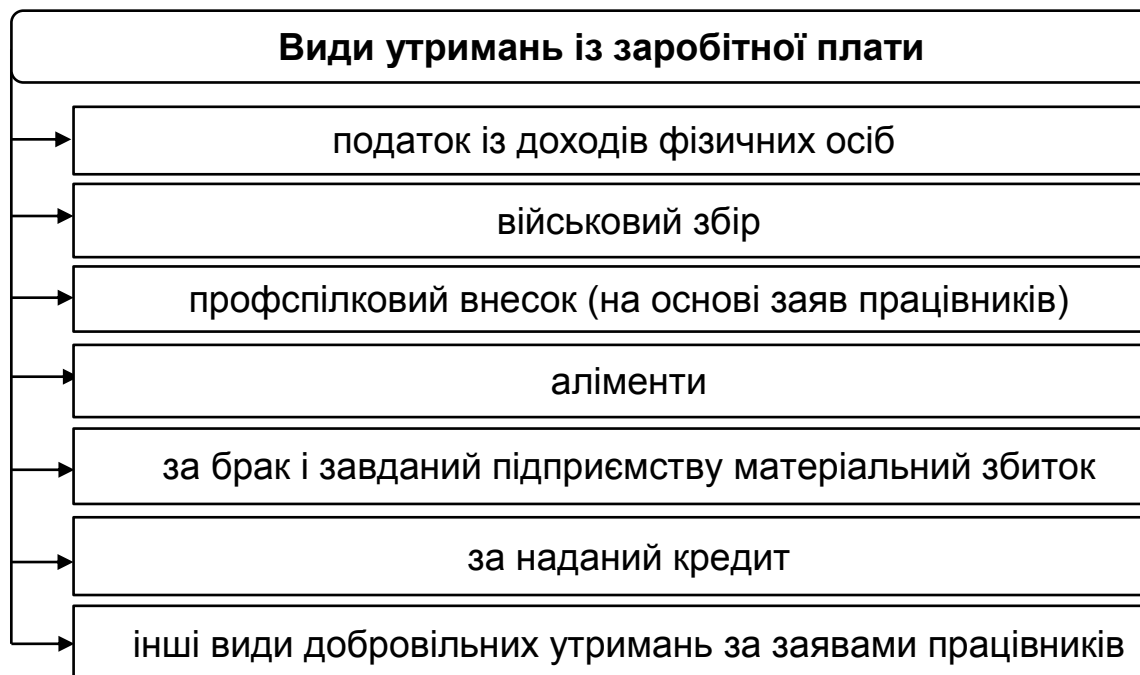 Види утримань із заробітної плати
податок із доходів фізичних осіб
військовий збір
профспілковий внесок (на основі заяв працівників)
аліменти
за брак і завданий підприємству матеріальний збиток
за наданий кредит
інші види добровільних утримань за заявами працівників